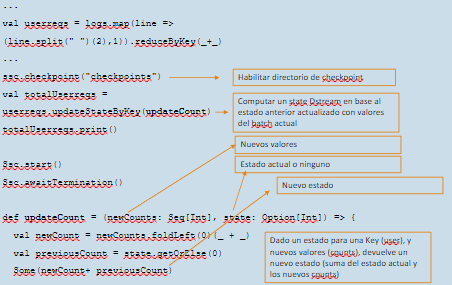 ...
val userreqs = logs.map(line =>
(line.split(" ")(2),1)).reduceByKey(_+_)
...
ssc.checkpoint("checkpoints")
Habilitar directorio de checkpoint
val totalUserreqs =
userreqs.updateStateByKey(updateCount)
Computar un state Dstream en base al
estado anterior actualizado con valores
del batch actual
totalUserreqs.print()
Nuevos valores
Estado actual o ninguno
Ssc.start()
Ssc.awaitTermination()
Nuevo estado
def updateCount = (newCounts: Seq[Int], state: Option[Int]) => {
val newCount = newCounts.foldLeft(0)(_ + _)
val previousCount = state.getOrElse(0)
Some(newCount+ previousCount)
Dado un estado para una Key (user), y
nuevos valores (counts), devuelve un
nuevo estado (suma del estado actual y
los nuevos counts)